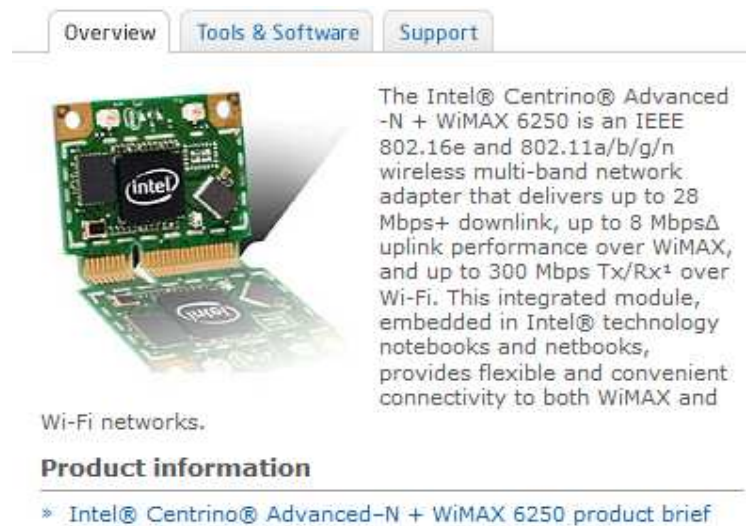 Overview Tools & Software Support
intel
The Intel® Centrino® Advanced
-N + WiMAX 6250 is an IEEE
802.16e and 802.11a/b/g/n
wireless multi-band network
adapter that delivers up to 28
Mbps+ downlink, up to 8 MbpsΔ
uplink performance over WiMAX,
and up to 300 Mbps Tx/Rx¹ over
Wi-Fi. This integrated module,
embedded in Intel® technology
notebooks and netbooks,
provides flexible and convenient
connectivity to both WiMAX and
Wi-Fi networks.
Product information
» Intel® Centrino® Advanced–N + WiMAX 6250 product brief